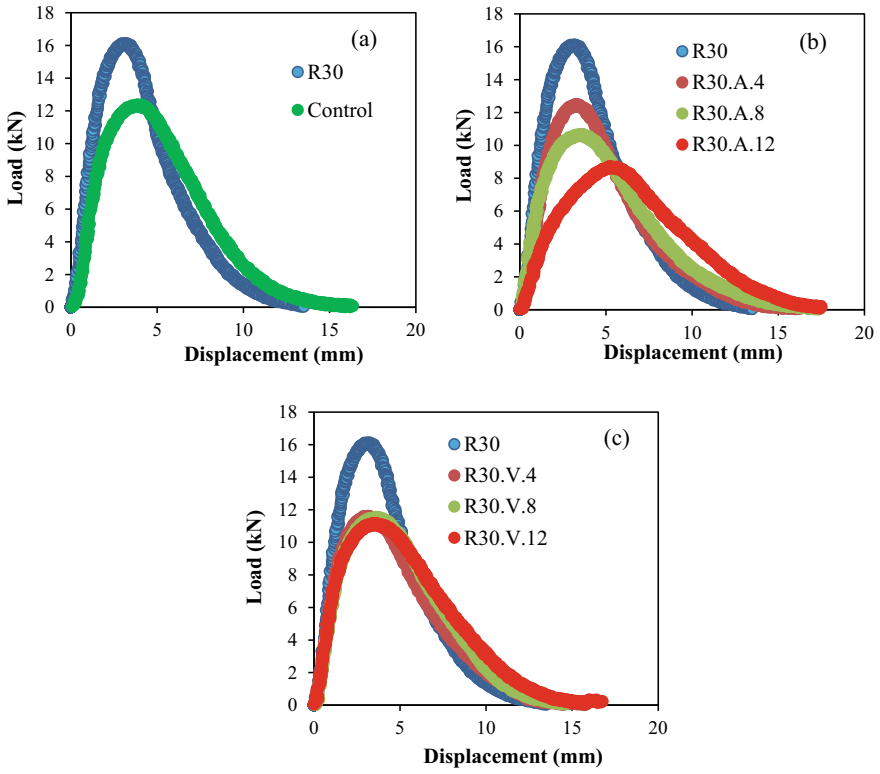 (a)
Load (kN)
18
16
14
12
10
8
6
4
2
0
R30
Control
0 5 10 15 20
Displacement (mm)
(b)
Load (kN)
18
16
14
12
10
8
6
4
2
0
R30
R30.A.4
R30.A.8
R30.A.12
0 5 10 15 20
Displacement (mm)
(c)
Load (kN)
18
16
14
12
10
8
6
4
2
0
R30
R30.V.4
R30.V.8
R30.V.12
0 5 10 15 20
Displacement (mm)